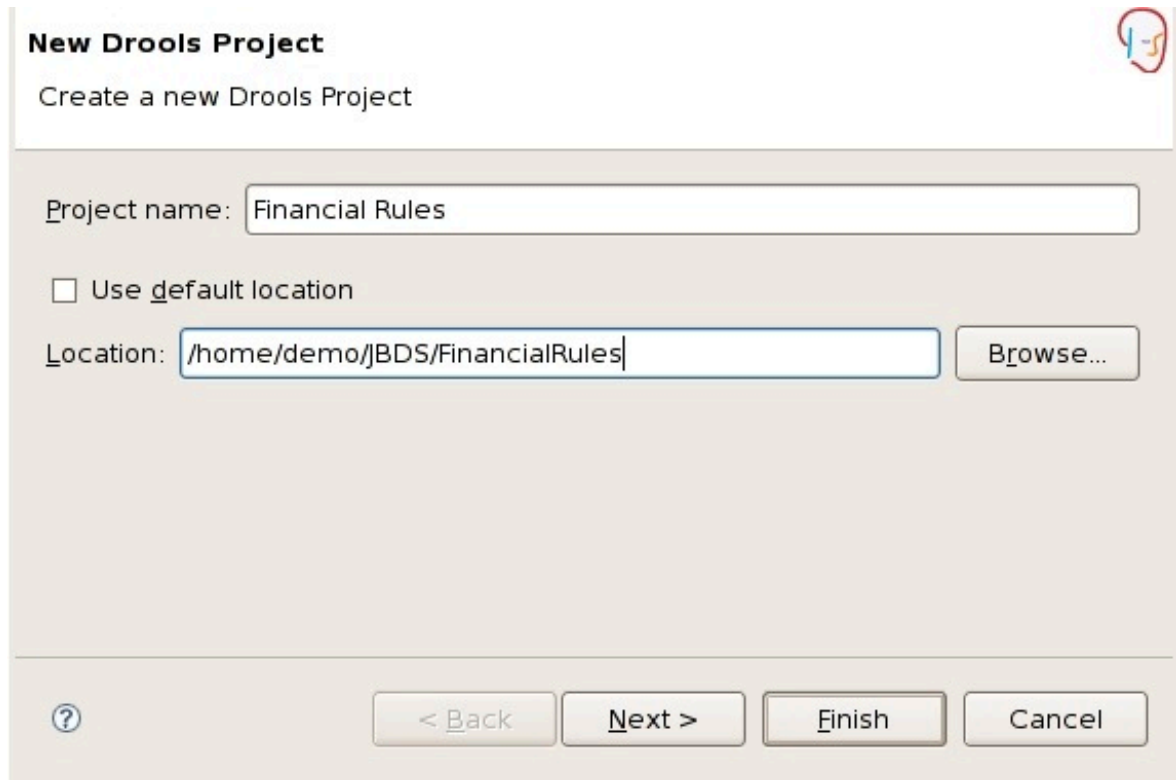 New Drools Project
Create a new Drools Project
Project name: Financial Rules
Use default location
Location: /home/demo/JBDS/FinancialRules Browse...
? < Back Next > Finish Cancel